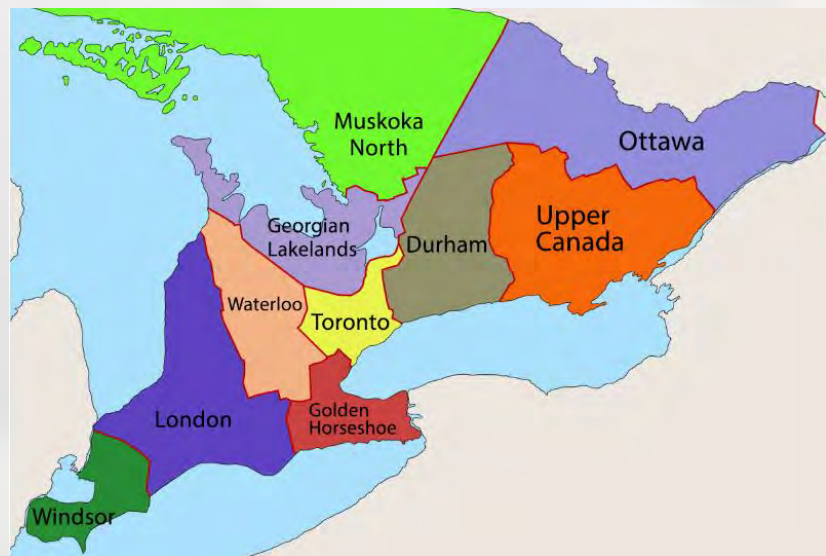 Muskoka
North
Ottawa
Georgian
Lakelands
Durham
Upper
Canada
Waterloo
Toronto
London
Golden
Horseshoe
Windsor